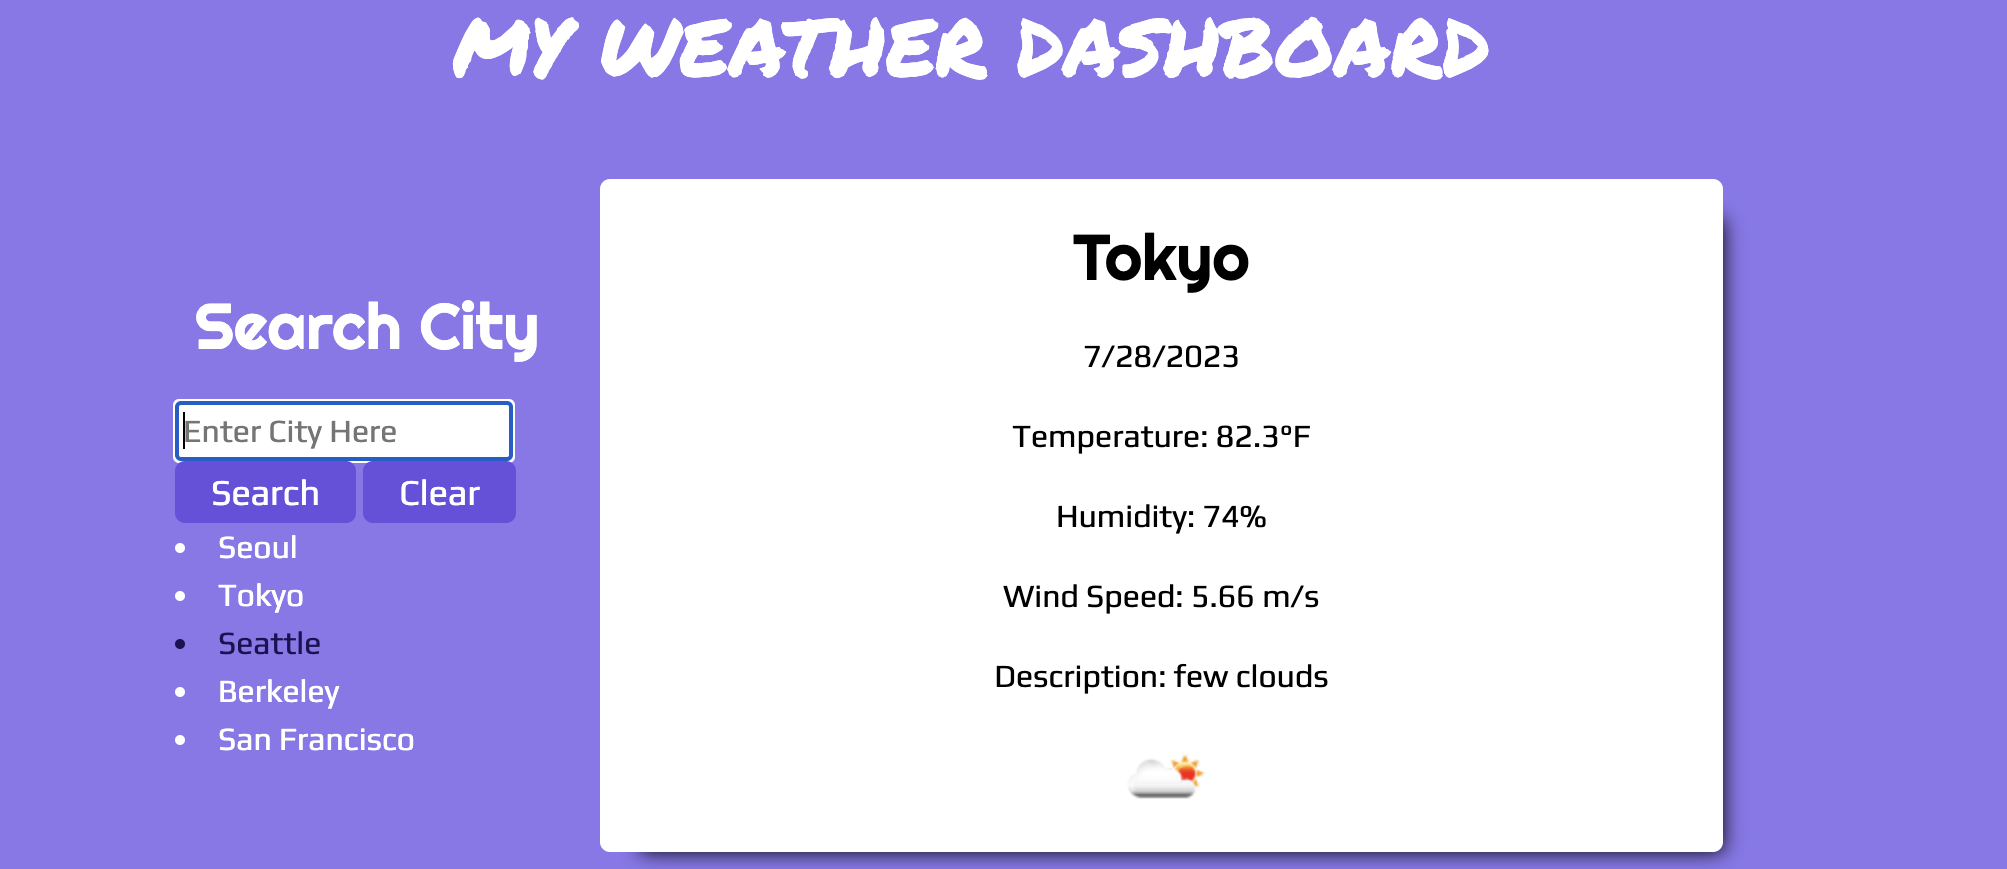 MY WEATHER DASHBOARD
Search City
Enter City Here
Search Clear
Seoul
Tokyo
Seattle
Berkeley
San Francisco
Tokyo
7/28/2023
Temperature: 82.3°F
Humidity: 74%
Wind Speed: 5.66 m/s
Description: few clouds